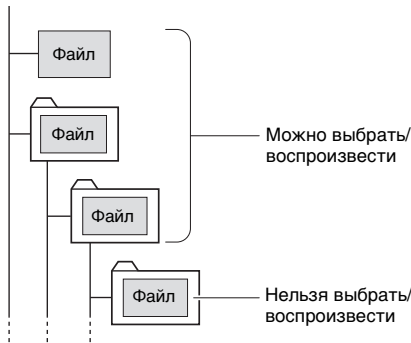 Файл
Файл
Можно выбрать/
воспроизвести
Файл
Файл
Нельзя выбрать/
воспроизвести